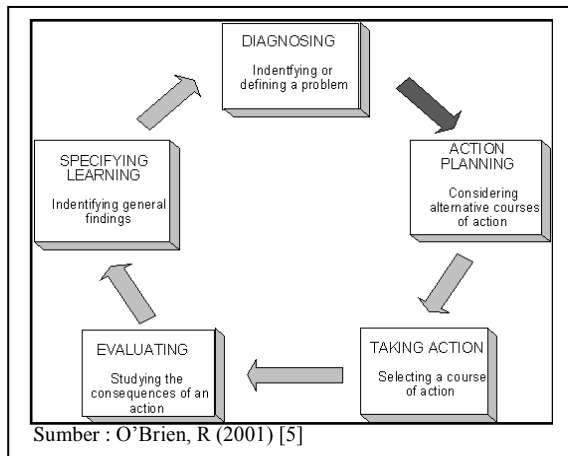 DIAGNOSING
Indentfying or
defining a problem
ACTION
PLANNING
Considering
alternative courses
of action
TAKING ACTION
Selecting a course
of action
EVALUATING
Studying the
consequences of an
action
SPECIFYING
LEARNING
Indentifying general
findings
Sumber : O'Brien, R (2001) [5]